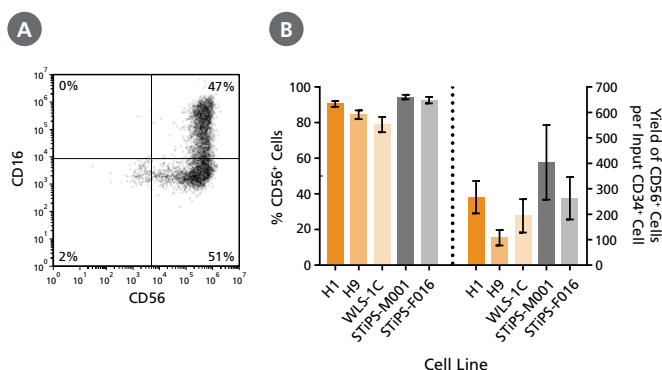 A
B
10⁷
10⁶
10⁵
10⁴
10³
10²
10¹
10⁰
CD16
0%
47%
2%
51%
10⁰ 10¹ 10² 10³ 10⁴ 10⁵ 10⁶ 10⁷
CD56
100
80
60
40
20
0
% CD56⁺ Cells
700
600
500
400
300
200
100
0
Yield of CD56⁺ Cells
per Input CD34⁺ Cell
H1
H9
WLS-1C
STiPS-M001
STiPS-F016
H1
H9
WLS-1C
STiPS-M001
STiPS-F016
Cell Line